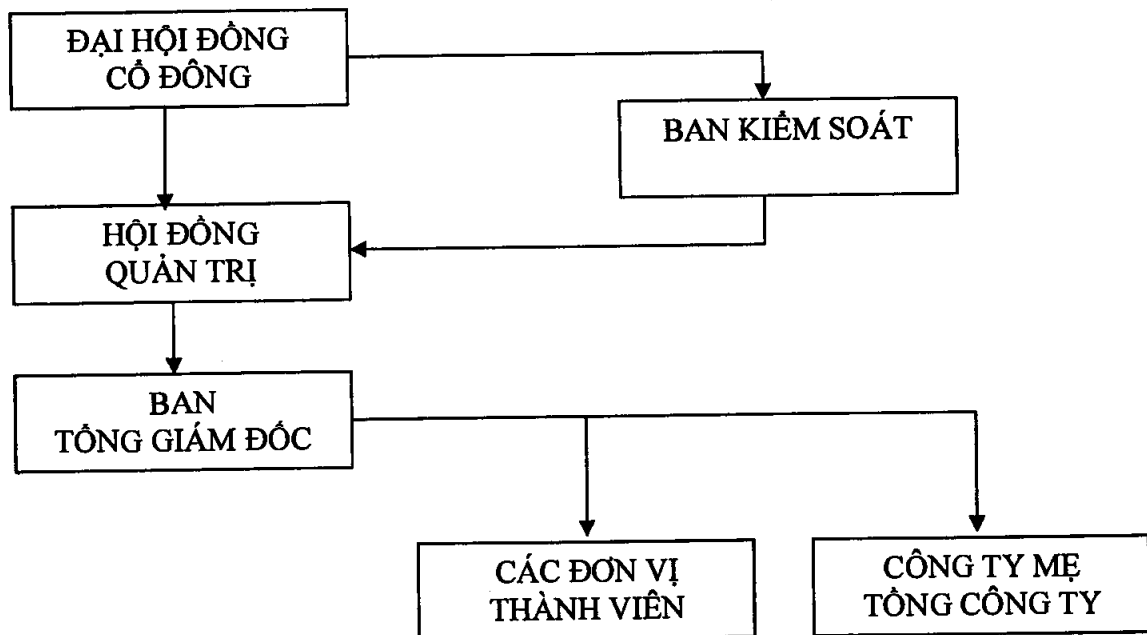 ĐẠI HỘI ĐỒNG
CỔ ĐÔNG
BAN KIỂM SOÁT
HỘI ĐỒNG
QUẢN TRỊ
BAN
TỔNG GIÁM ĐỐC
CÁC ĐƠN VỊ
THÀNH VIÊN
CÔNG TY MẸ
TỔNG CÔNG TY